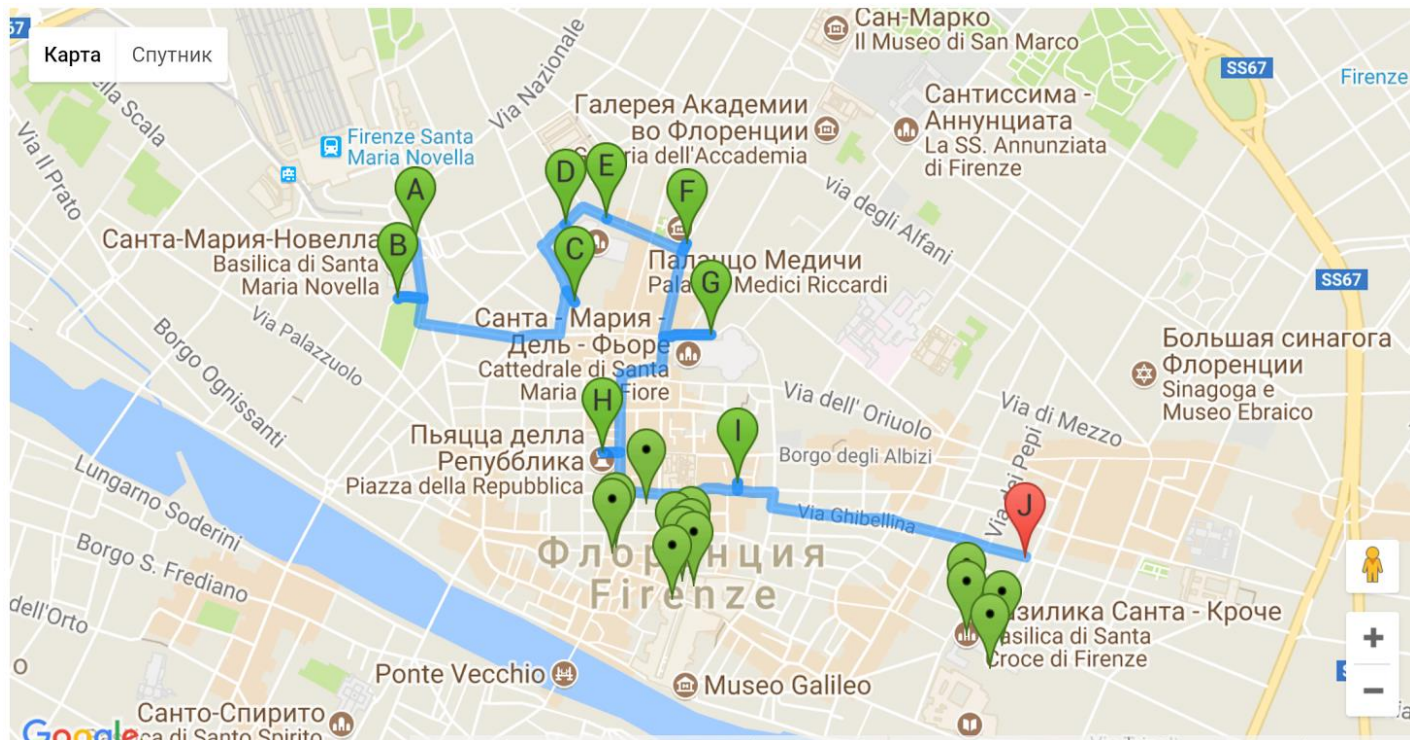 67
Карта
Спутник
ella Scala
Via Il Prato
Via Nazionale
Сан-Марко
Il Museo di San Marco
SS67
Firenze
Firenze Santa
Maria Novella
Галерея Академии
во Флоренции
dell'Accademia
Сантиссима -
Аннунциата
La SS. Annunziata
di Firenze
via degli Alfani
A
B
C
D
E
F
G
Санта-Мария-Новелла
Basilica di Santa
Maria Novella
Палаццо Медичи
Medici Riccardi
SS67
Via Palazzuolo
Borgo Ognissanti
Санта - Мария -
Дель - Фьоре
Cattedrale di Santa
Maria Fiore
Большая синагога
Флоренции
Sinagoga e
Museo Ebraico
Via dell' Oriuolo
Via di Mezzo
Borgo degli Albizi
Via dei Pepi
H
I
J
Пьяцца делла
Репубблика
Piazza della Repubblica
Via Ghibellina
Lungarno Soderini
Borgo S. Frediano
dell'Orto
Флоренция
Firenze
Санта - Кроче
Basilica di Santa
Croce di Firenze
Ponte Vecchio
Museo Galileo
Санто-Спирито
di Santo Spirito
Google
+
−